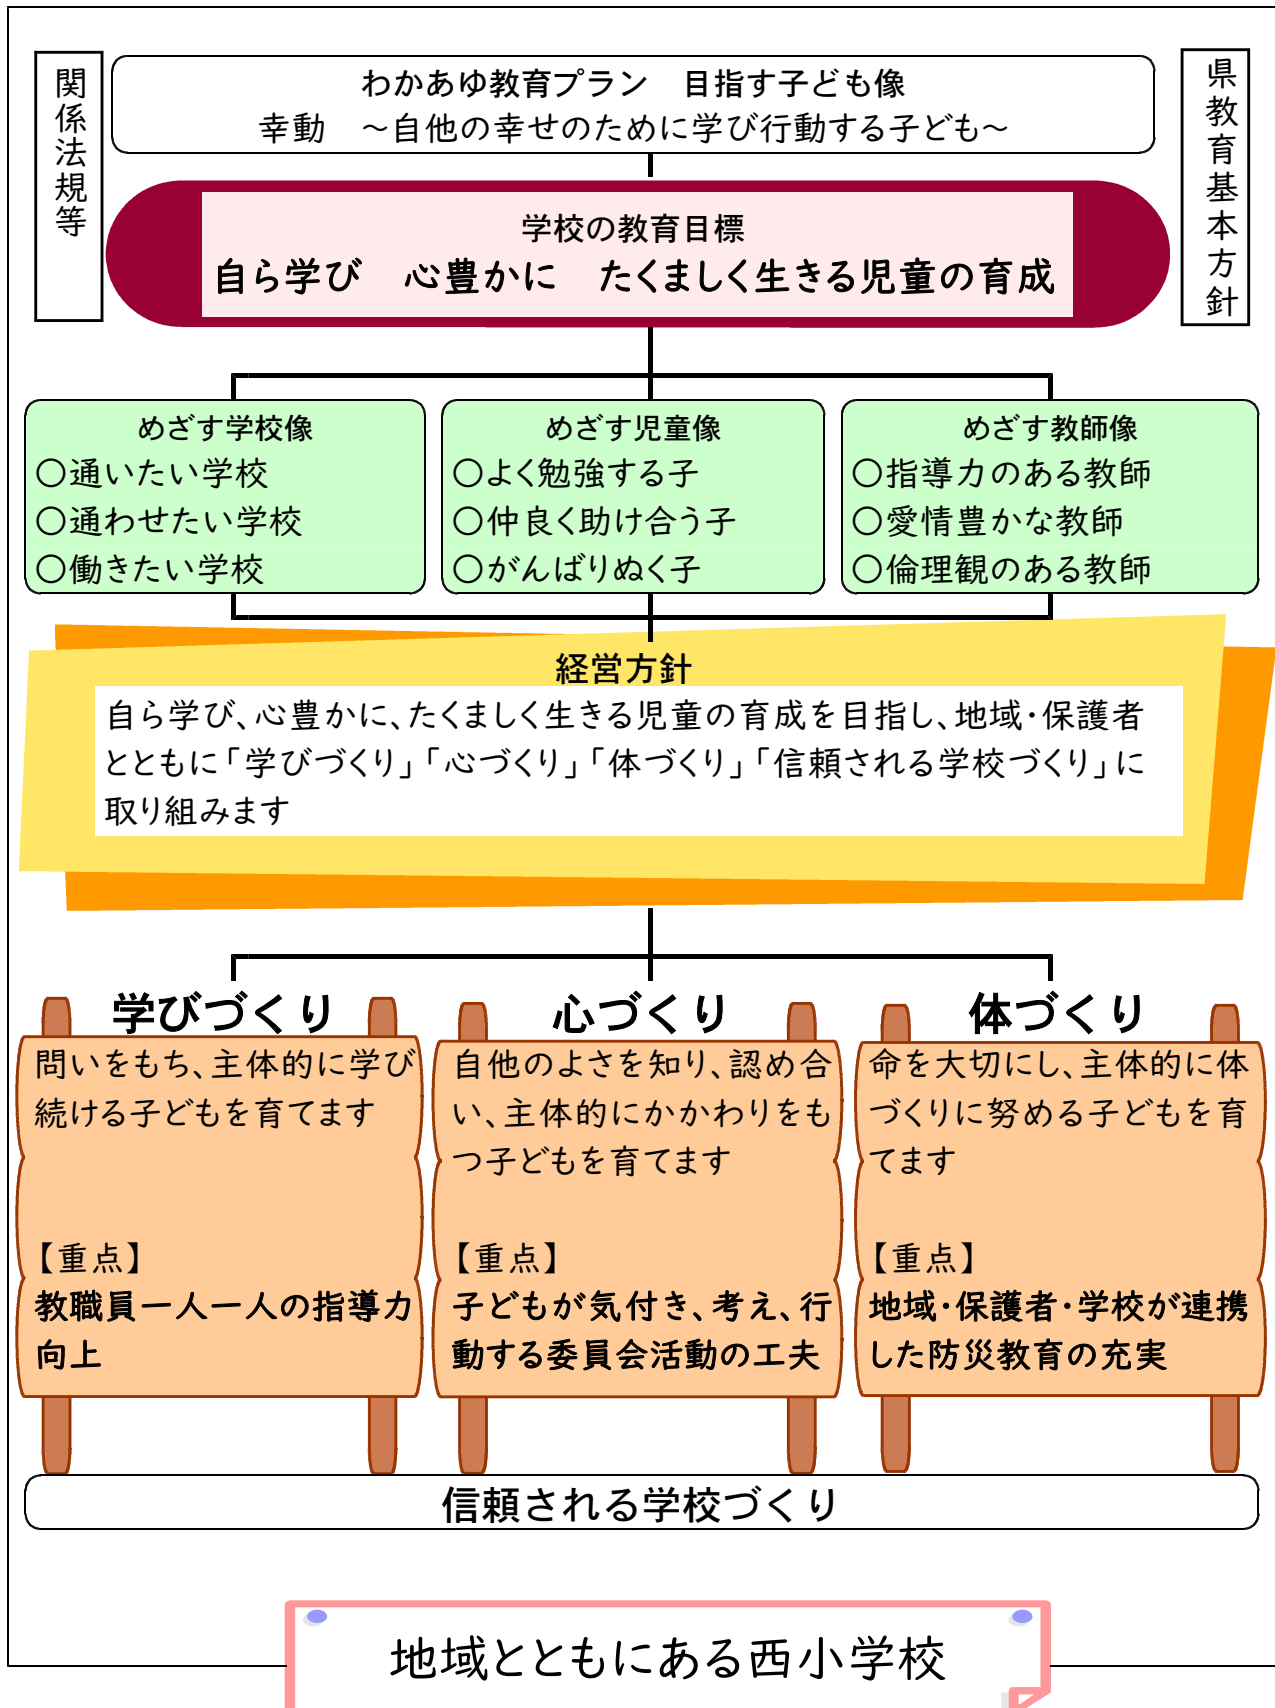 関係法規等
わかあゆ教育プラン　目指す子ども像
幸動　～自他の幸せのために学び行動する子ども～
県教育基本方針
学校の教育目標
自ら学び　心豊かに　たくましく生きる児童の育成
めざす学校像
○通いたい学校
○通わせたい学校
○働きたい学校
めざす児童像
○よく勉強する子
○仲良く助け合う子
○がんばりぬく子
めざす教師像
○指導力のある教師
○愛情豊かな教師
○倫理観のある教師
経営方針
自ら学び、心豊かに、たくましく生きる児童の育成を目指し、地域・保護者
とともに「学びづくり」「心づくり」「体づくり」「信頼される学校づくり」に
取り組みます
学びづくり
問いをもち、主体的に学び
続ける子どもを育てます
【重点】
教職員一人一人の指導力
向上
心づくり
自他のよさを知り、認め合
い、主体的にかかわりをも
つ子どもを育てます
【重点】
子どもが気付き、考え、行
動する委員会活動の工夫
体づくり
命を大切にし、主体的に体
づくりに努める子どもを育
てます
【重点】
地域・保護者・学校が連携
した防災教育の充実
信頼される学校づくり
地域とともにある西小学校